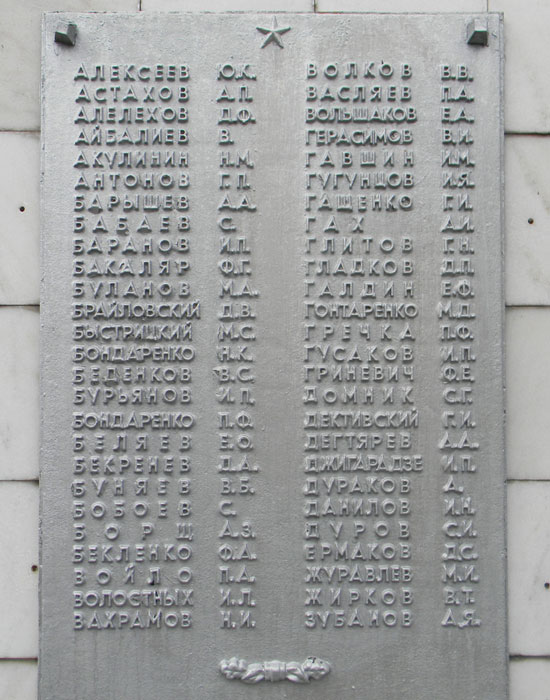 АЛЕКСЕЕВ Ю.К.
АСТАХОВ А.П.
АЛЕЛЕХОВ Д.Ф.
АЙБАЛИЕВ В.
АКУЛИНИН Н.М.
АНТОНОВ Г.П.
БАРЫШЕВ А.А.
БАБАЕВ С.
БАРАНОВ И.П.
БАКАЛЯР Ф.Г.
БУЛАНОВ М.А.
БРАЙЛОВСКИЙ Д.В.
БЫСТРИЦКИЙ М.С.
БОНДАРЕНКО Н.К.
БЕДЕНКОВ В.С.
БУРЬЯНОВ И.П.
БОНДАРЕНКО П.Ф.
БЕЛЯЕВ Е.О.
БЕКРЕНЕВ Д.А.
БУНЯЕВ В.Б.
БОБОЕВ С.
БОРЩ А.З.
БЕКЛЕНКО Ф.А.
ВОЙЛО П.А.
ВОЛОСТНЫХ И.Л.
ВАХРАМОВ Н.И.
ВОЛКОВ В.В.
ВАСЛЯЕВ П.А.
ВОЛЬШАКОВ Е.А.
ГЕРАСИМОВ В.И.
ГАВШИН И.М.
ГУГУНЦОВ И.Я.
ГАЩЕНКО Г.И.
ГАХ А.И.
ГЛИТОВ Г.Н.
ГЛАДКОВ Д.П.
ГАЛДИН Е.Ф.
ГОНТАРЕНКО М.Д.
ГРЕЧКА П.Ф.
ГУСАКОВ И.П.
ГРИНЕВИЧ Ф.Е.
ДОМНИК С.Г.
ДЕКТИВСКИЙ Г.И.
ДЕГТЯРЕВ А.А.
ДЖИГАРАДЗЕ И.П.
ДУРАКОВ А.
ДАНИЛОВ И.Н.
ДУРОВ С.И.
ЕРМАКОВ Д.С.
ЖУРАВЛЕВ М.И.
ЖИРКОВ В.Т.
ЗУБАНОВ А.Я.